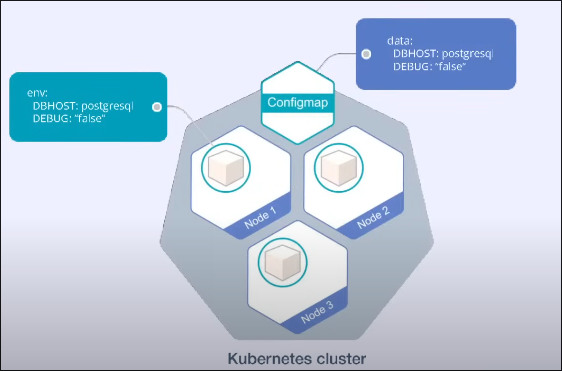 data:
DBHOST: postgresql
DEBUG: “false”
env:
DBHOST: postgresql
DEBUG: “false”
Configmap
Node 1
Node 2
Node 3
Kubernetes cluster